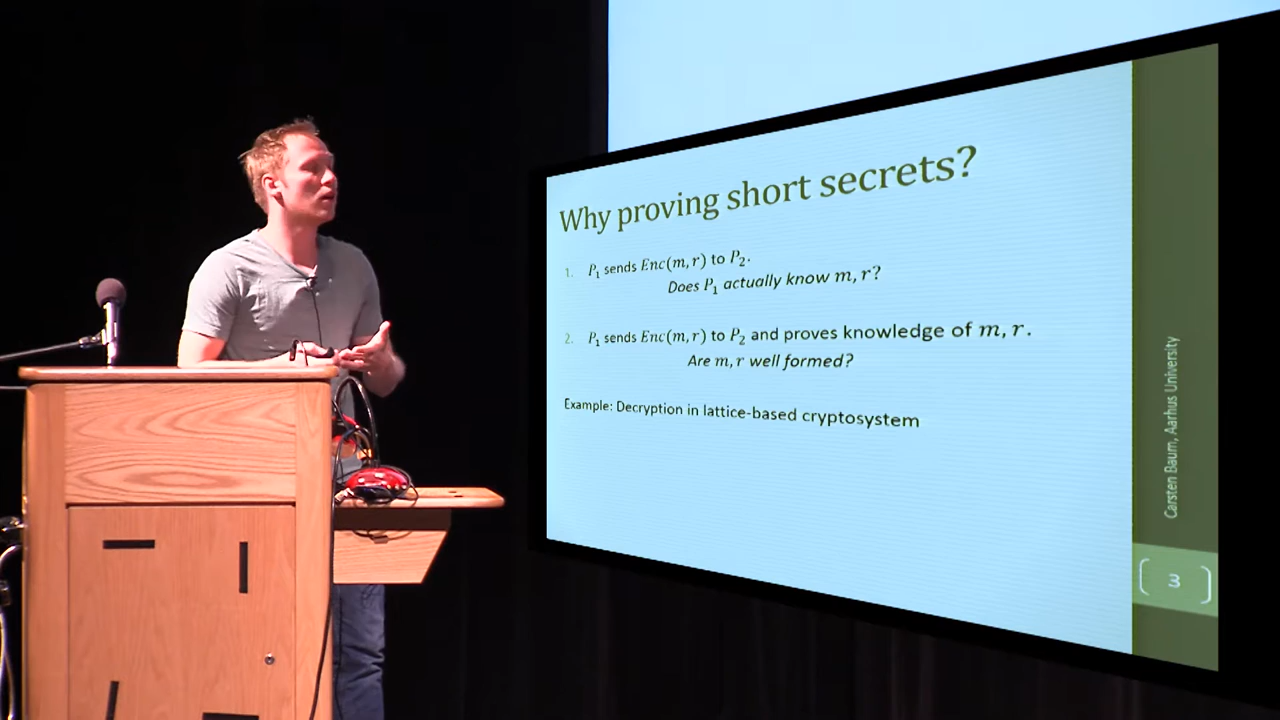 Why proving short secrets?
1. P₁ sends Enc(m, r) to P₂.
Does P₁ actually know m, r?
2. P₁ sends Enc(m, r) to P₂ and proves knowledge of m, r.
Are m, r well formed?
Example: Decryption in lattice-based cryptosystem
Carsten Baum, Aarhus University
3